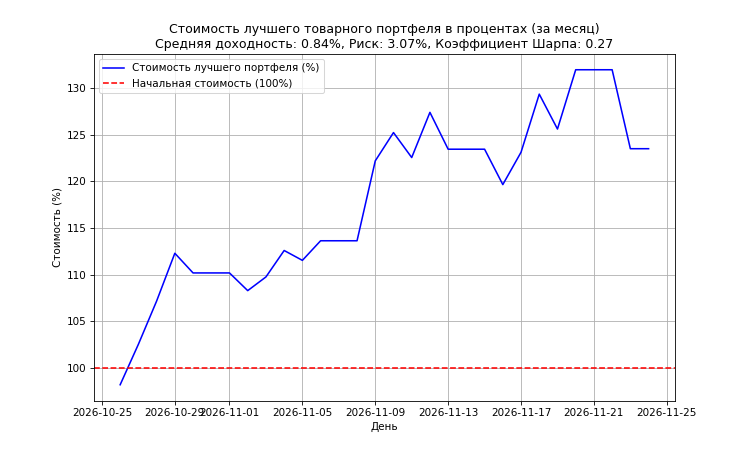 Стоимость лучшего товарного портфеля в процентах (за месяц)
Средняя доходность: 0.84%, Риск: 3.07%, Коэффициент Шарпа: 0.27
Стоимость лучшего портфеля (%)
Начальная стоимость (100%)
Стоимость (%)
130
125
120
115
110
105
100
2026-10-25 2026-10-29 2026-11-01 2026-11-05 2026-11-09 2026-11-13 2026-11-17 2026-11-21 2026-11-25
День